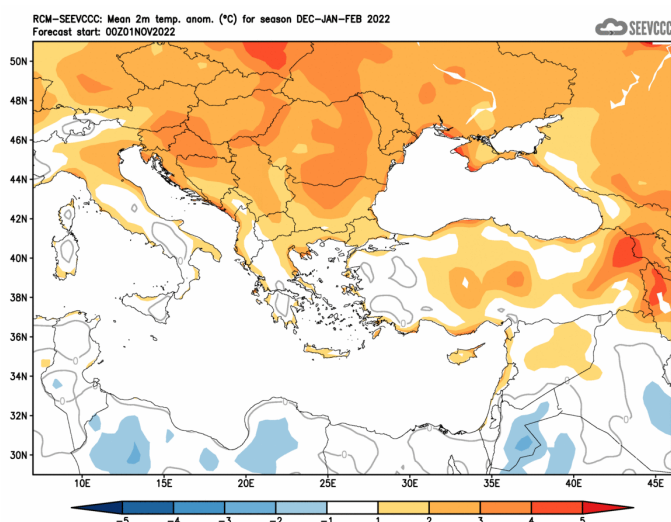 RCM-SEEVCCC: Mean 2m temp. anom. (°C) for season DEC-JAN-FEB 2022
Forecast start: 00Z01NOV2022
SEEVCCC
50N
48N
46N
44N
42N
40N
38N
36N
34N
32N
30N
10E 15E 20E 25E 30E 35E 40E 45E
-5 -4 -3 -2 -1 1 2 3 4 5